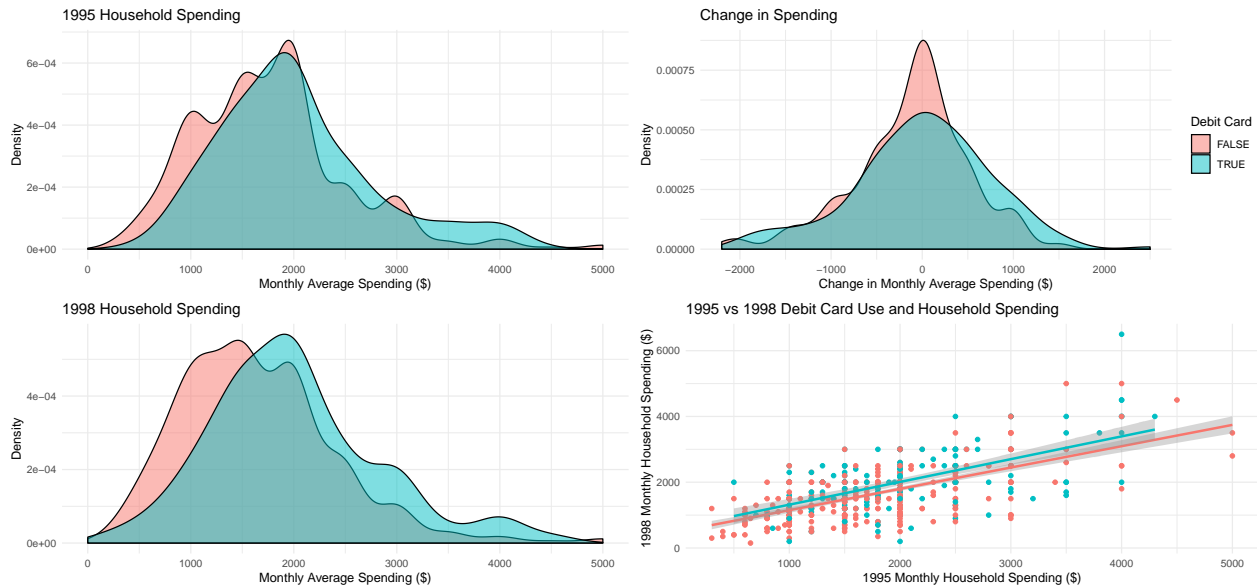 1995 Household Spending
Density
6e−04
4e−04
2e−04
0e+00
0 1000 2000 3000 4000 5000
Monthly Average Spending ($)
Change in Spending
Density
0.00075
0.00050
0.00025
0.00000
−2000 −1000 0 1000 2000
Change in Monthly Average Spending ($)
Debit Card
FALSE
TRUE
1998 Household Spending
Density
4e−04
2e−04
0e+00
0 1000 2000 3000 4000 5000
Monthly Average Spending ($)
1995 vs 1998 Debit Card Use and Household Spending
1998 Monthly Household Spending ($)
6000
4000
2000
0
1000 2000 3000 4000 5000
1995 Monthly Household Spending ($)